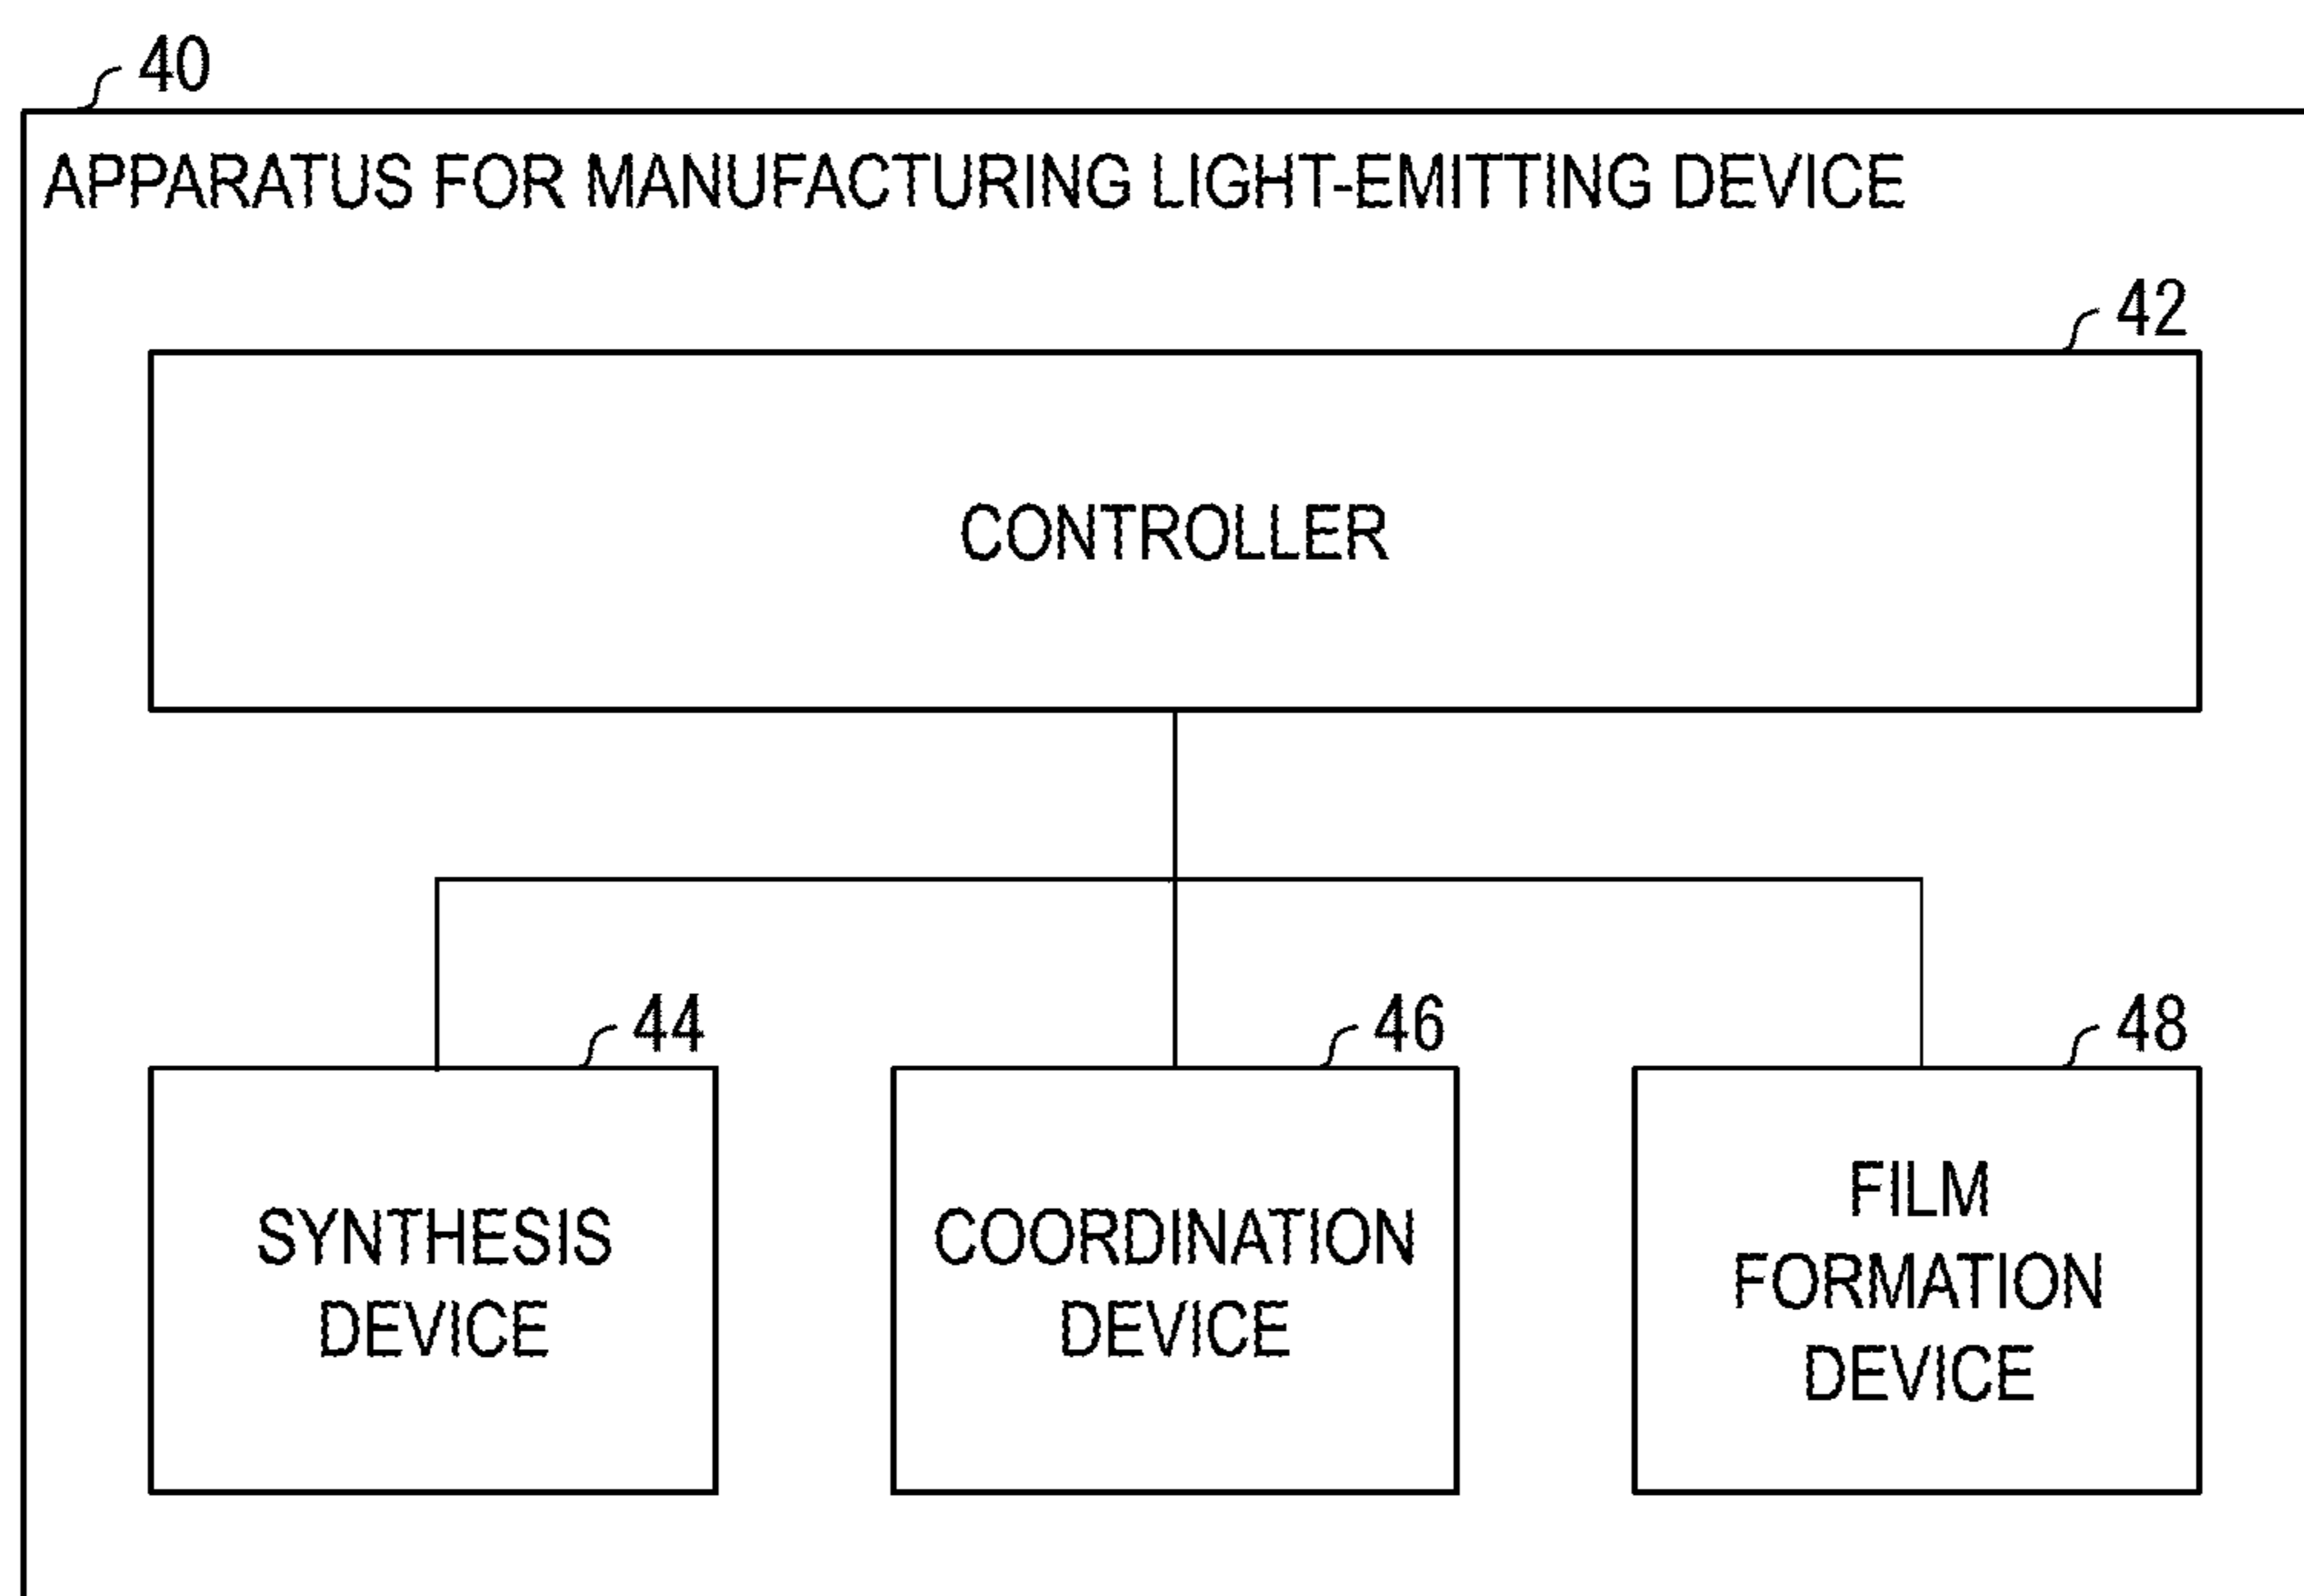 40
APPARATUS FOR MANUFACTURING LIGHT-EMITTING DEVICE
42
CONTROLLER
44
SYNTHESIS
DEVICE
46
COORDINATION
DEVICE
48
FILM
FORMATION
DEVICE